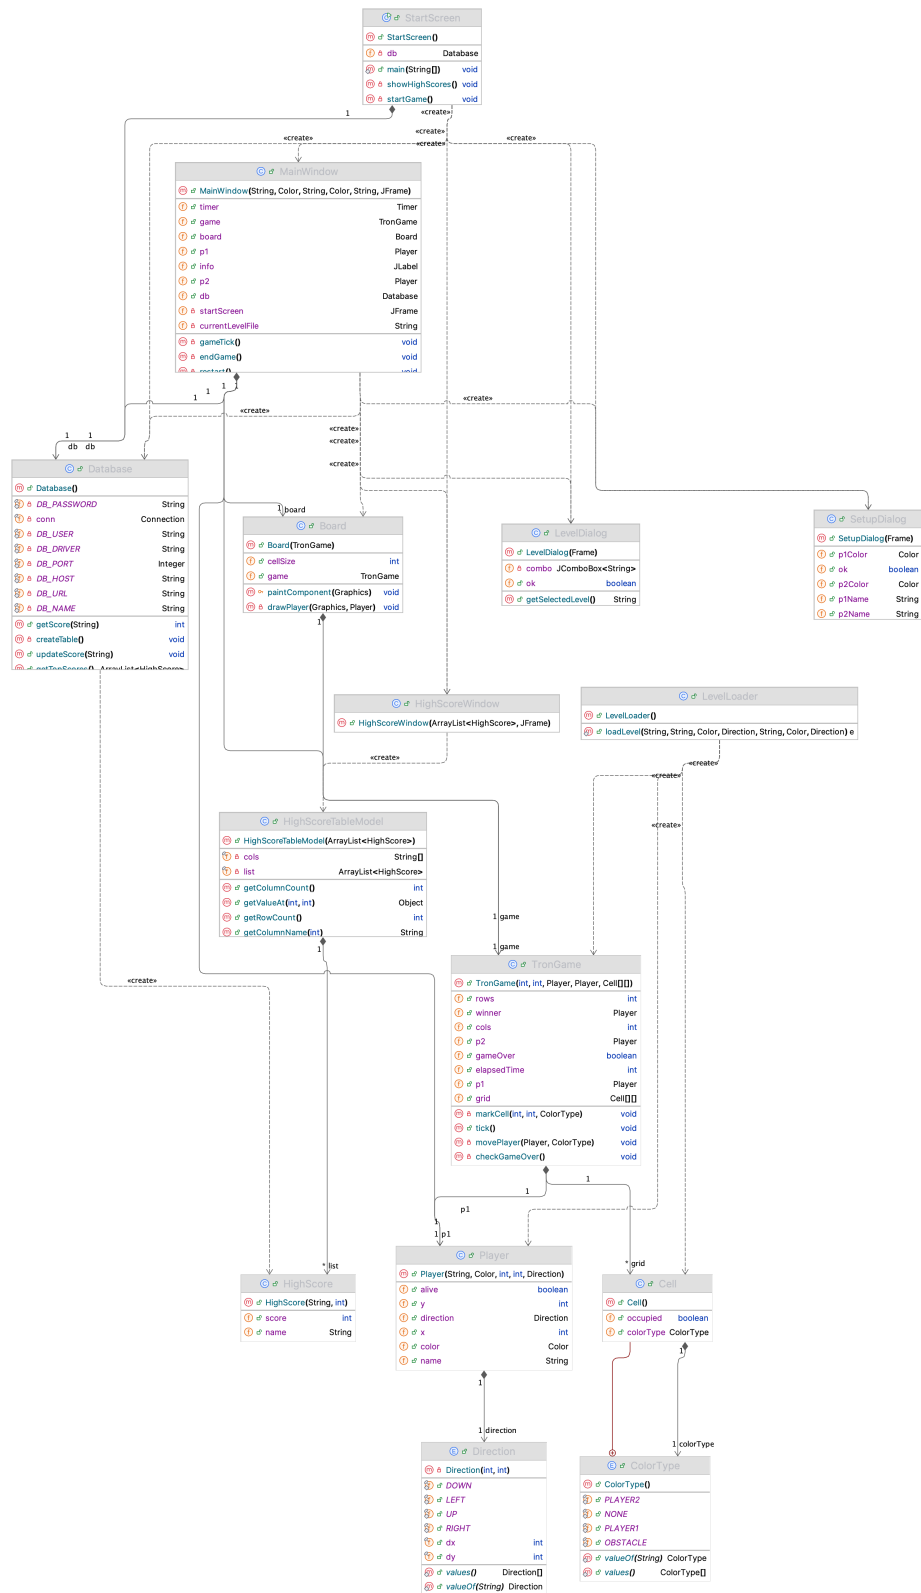 StartScreen
StartScreen()
db Database
main(String[]) void
showHighScores() void
startGame() void
1
«create»
«create»
«create»
«create»
«create»
MainWindow
MainWindow(String, Color, String, Color, String, JFrame)
timer Timer
game TronGame
board Board
p1 Player
info JLabel
p2 Player
db Database
startScreen JFrame
currentLevelFile String
gameTick() void
endGame() void
restart() void
1
1
1
1
«create»
«create»
«create»
«create»
«create»
1 1
db db
Database
Database()
DB_PASSWORD String
conn Connection
DB_USER String
DB_DRIVER String
DB_PORT Integer
DB_HOST String
DB_URL String
DB_NAME String
getScore(String) int
createTable() void
updateScore(String) void
getTopScores() ArrayList<HighScore>
1 board
Board
Board(TronGame)
cellSize int
game TronGame
paintComponent(Graphics) void
drawPlayer(Graphics, Player) void
1
LevelDialog
LevelDialog(Frame)
combo JComboBox<String>
ok boolean
getSelectedLevel() String
SetupDialog
SetupDialog(Frame)
p1Color Color
ok boolean
p2Color Color
p1Name String
p2Name String
HighScoreWindow
HighScoreWindow(ArrayList<HighScore>, JFrame)
«create»
LevelLoader
LevelLoader()
loadLevel(String, String, Color, Direction, String, Color, Direction) e
«create»
«create»
«create»
HighScoreTableModel
HighScoreTableModel(ArrayList<HighScore>)
cols String[]
list ArrayList<HighScore>
getColumnCount() int
getValueAt(int, int) Object
getRowCount() int
getColumnName(int) String
1
1 game
1 game
«create»
TronGame
TronGame(int, int, Player, Player, Cell[][])
rows int
winner Player
cols int
p2 Player
gameOver boolean
elapsedTime int
p1 Player
grid Cell[][]
markCell(int, int, ColorType) void
tick() void
movePlayer(Player, ColorType) void
checkGameOver() void
1
1
p1
1
1 p1
* list
* grid
HighScore
HighScore(String, int)
score int
name String
Player
Player(String, Color, int, int, Direction)
alive boolean
y int
direction Direction
x int
color Color
name String
1
1 direction
Cell
Cell()
occupied boolean
colorType ColorType
1
1 colorType
Direction
Direction(int, int)
DOWN
LEFT
UP
RIGHT
dx int
dy int
values() Direction[]
valueOf(String) Direction
ColorType
ColorType()
PLAYER2
NONE
PLAYER1
OBSTACLE
valueOf(String) ColorType
values() ColorType[]